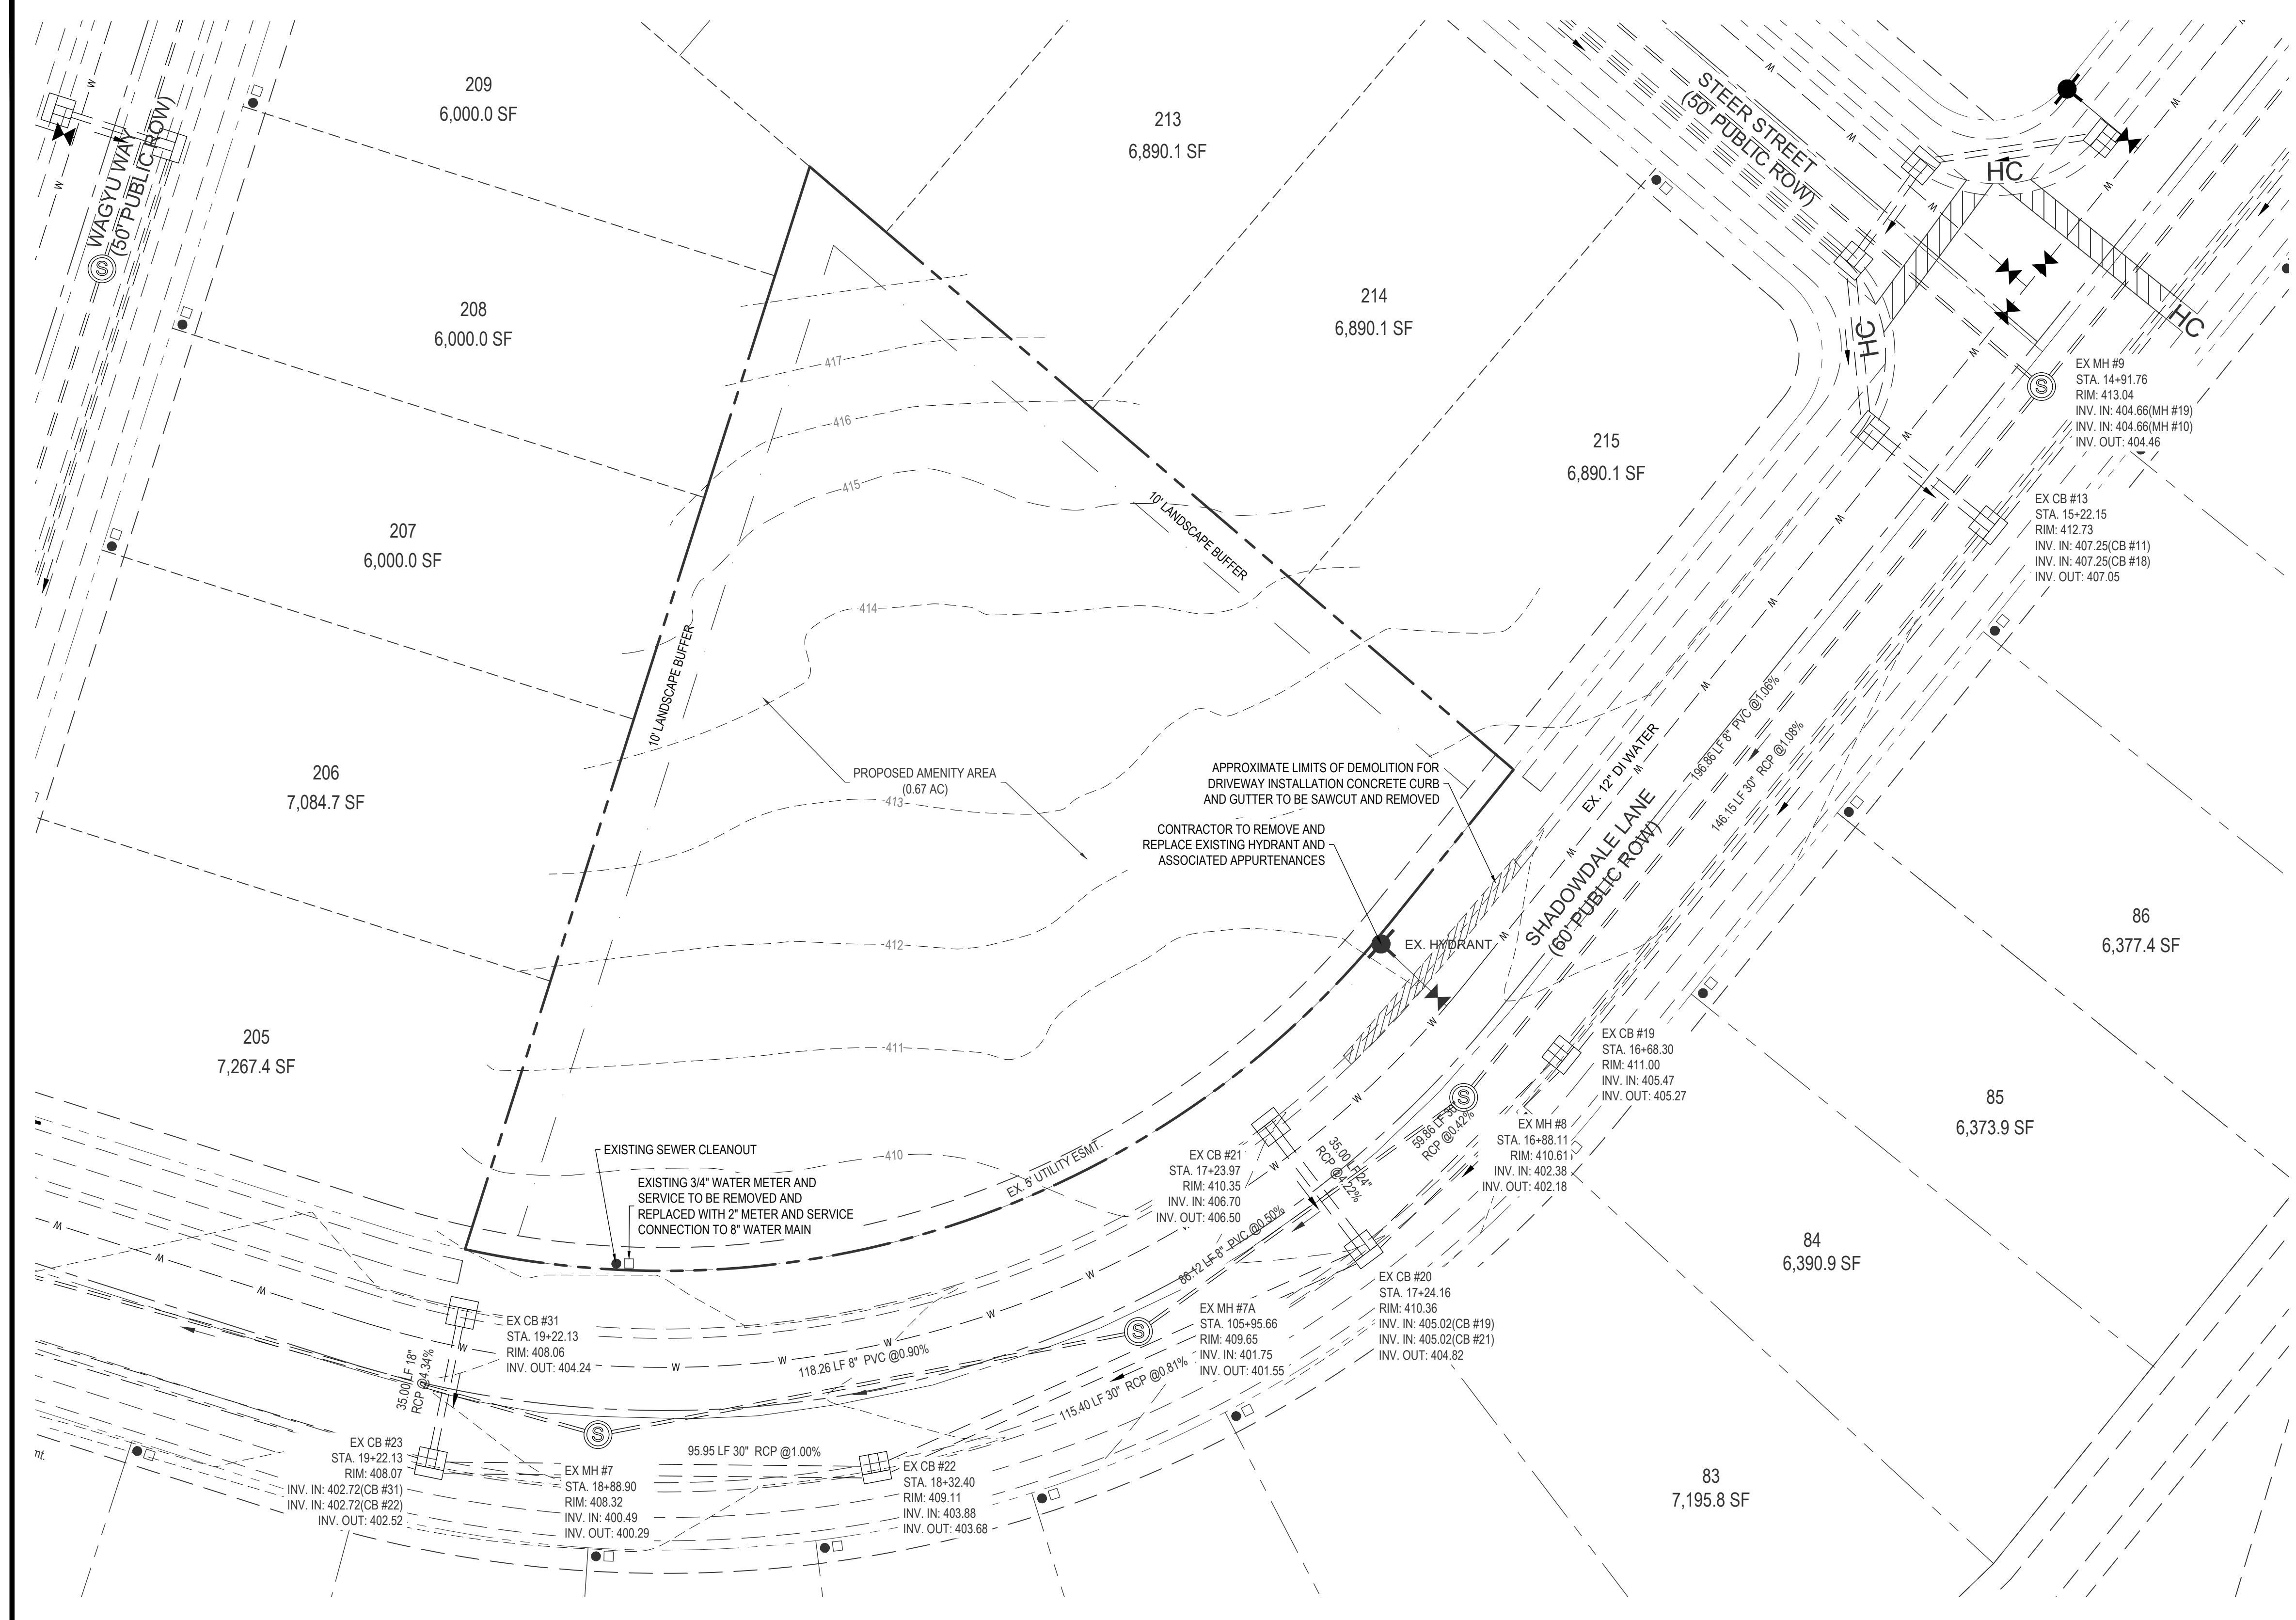 209
6,000.0 SF
213
6,890.1 SF
STEER STREET
(50' PUBLIC ROW)
WAGYU WAY
(50' PUBLIC ROW)
HC
HC
HC
208
6,000.0 SF
214
6,890.1 SF
417
416
415
414
413
412
411
410
EX MH #9
STA. 14+91.76
RIM: 413.04
INV. IN: 404.66(MH #19)
INV. IN: 404.66(MH #10)
INV. OUT: 404.46
215
6,890.1 SF
EX CB #13
STA. 15+22.15
RIM: 412.73
INV. IN: 407.25(CB #11)
INV. IN: 407.25(CB #18)
INV. OUT: 407.05
207
6,000.0 SF
10' LANDSCAPE BUFFER
10' LANDSCAPE BUFFER
206
7,084.7 SF
PROPOSED AMENITY AREA
(0.67 AC)
APPROXIMATE LIMITS OF DEMOLITION FOR
DRIVEWAY INSTALLATION CONCRETE CURB
AND GUTTER TO BE SAWCUT AND REMOVED
CONTRACTOR TO REMOVE AND
REPLACE EXISTING HYDRANT AND
ASSOCIATED APPURTENANCES
EX. HYDRANT
EX. 12" DI WATER
SHADOWDALE LANE
(60' PUBLIC ROW)
196.86 LF 8" PVC @1.06%
146.15 LF 30" RCP @1.08%
86
6,377.4 SF
205
7,267.4 SF
EX CB #19
STA. 16+68.30
RIM: 411.00
INV. IN: 405.47
INV. OUT: 405.27
85
6,373.9 SF
EX MH #8
STA. 16+88.11
RIM: 410.61
INV. IN: 402.38
INV. OUT: 402.18
59.86 LF 30"
RCP @0.42%
35.00 LF 24"
RCP @4.22%
EX CB #21
STA. 17+23.97
RIM: 410.35
INV. IN: 406.70
INV. OUT: 406.50
EX. 5' UTILITY ESMT.
EXISTING SEWER CLEANOUT
EXISTING 3/4" WATER METER AND
SERVICE TO BE REMOVED AND
REPLACED WITH 2" METER AND SERVICE
CONNECTION TO 8" WATER MAIN
84
6,390.9 SF
86.12 LF 8" PVC @0.50%
EX CB #20
STA. 17+24.16
RIM: 410.36
INV. IN: 405.02(CB #19)
INV. IN: 405.02(CB #21)
INV. OUT: 404.82
EX MH #7A
STA. 105+95.66
RIM: 409.65
INV. IN: 401.75
INV. OUT: 401.55
EX CB #31
STA. 19+22.13
RIM: 408.06
INV. OUT: 404.24
35.00 LF 18"
RCP @4.34%
118.26 LF 8" PVC @0.90%
115.40 LF 30" RCP @0.81%
95.95 LF 30" RCP @1.00%
EX CB #23
STA. 19+22.13
RIM: 408.07
INV. IN: 402.72(CB #31)
INV. IN: 402.72(CB #22)
INV. OUT: 402.52
EX MH #7
STA. 18+88.90
RIM: 408.32
INV. IN: 400.49
INV. OUT: 400.29
EX CB #22
STA. 18+32.40
RIM: 409.11
INV. IN: 403.88
INV. OUT: 403.68
83
7,195.8 SF